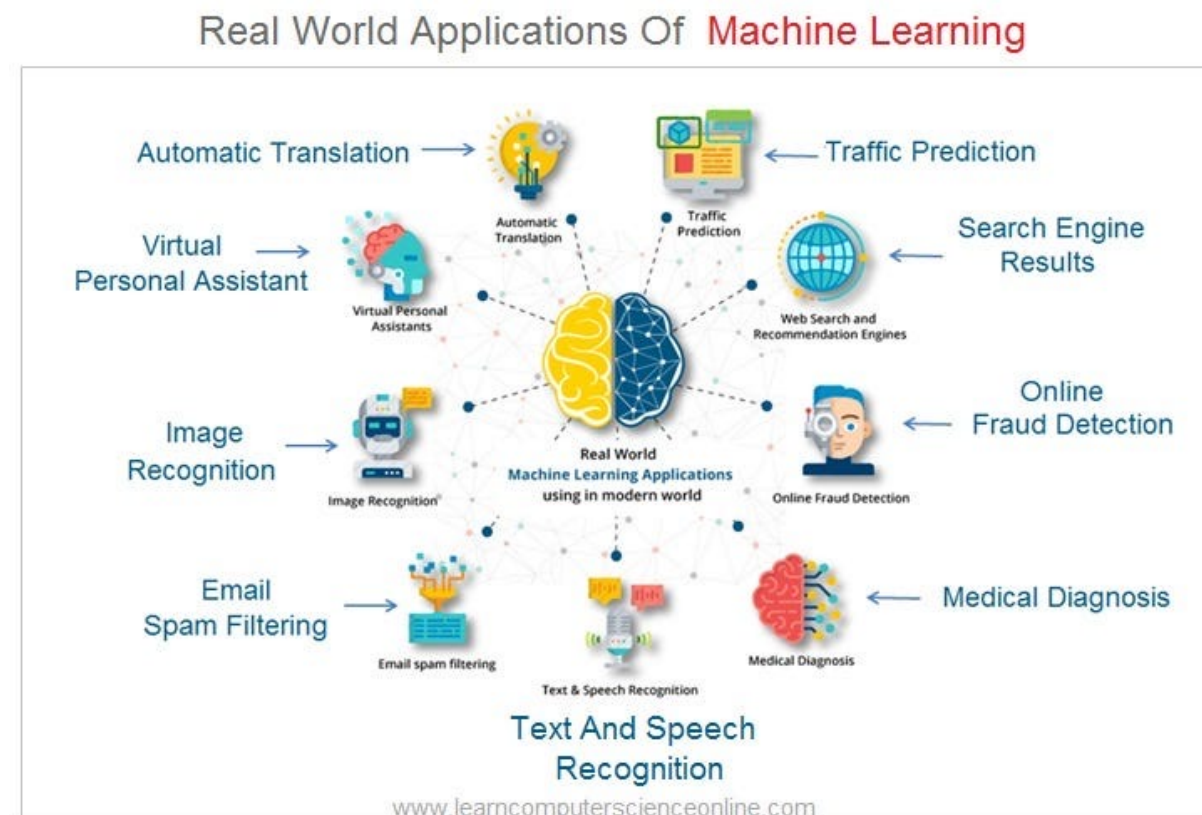 Real World Applications Of Machine Learning
Automatic Translation
Automatic
Translation
Traffic
Prediction
Traffic Prediction
Virtual
Personal Assistant
Virtual Personal
Assistants
Search Engine
Results
Web Search and
Recommendation Engines
Image
Recognition
Image Recognition
Real World
Machine Learning Applications
using in modern world
Online
Fraud Detection
Online Fraud Detection
Email
Spam Filtering
Email spam filtering
Text & Speech Recognition
Text And Speech
Recognition
Medical Diagnosis
Medical Diagnosis
www.learncomputerscienceonline.com